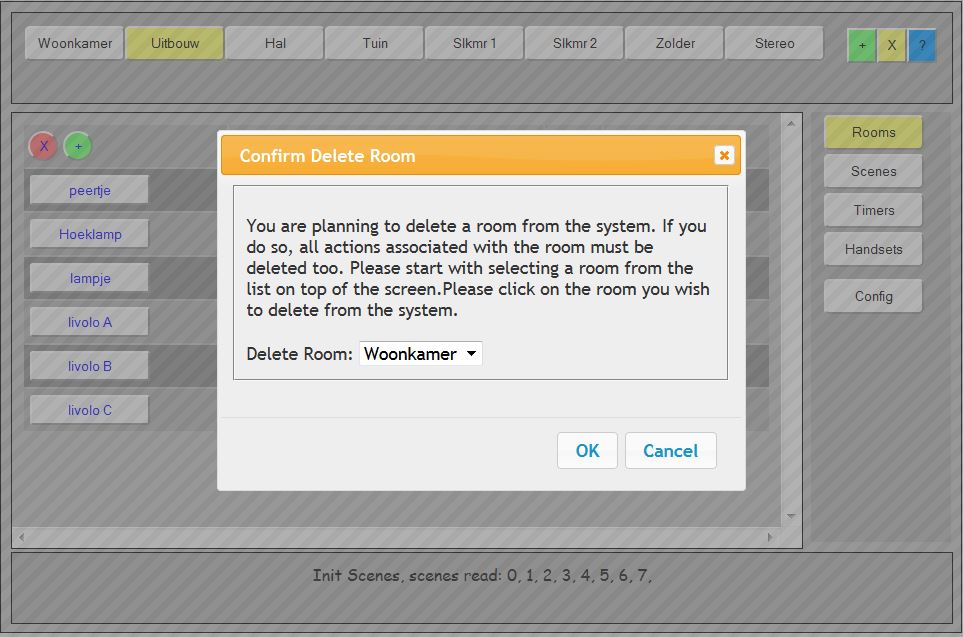 Woonkamer Uitbouw Hal Tuin Slkmr 1 Slkmr 2 Zolder Stereo + X ?
X +
peertje
Hoeklamp
lampje
livolo A
livolo B
livolo C
Confirm Delete Room
You are planning to delete a room from the system. If you
do so, all actions associated with the room must be
deleted too. Please start with selecting a room from the
list on top of the screen.Please click on the room you wish
to delete from the system.
Delete Room: Woonkamer
OK Cancel
Rooms
Scenes
Timers
Handsets
Config
Init Scenes, scenes read: 0, 1, 2, 3, 4, 5, 6, 7,